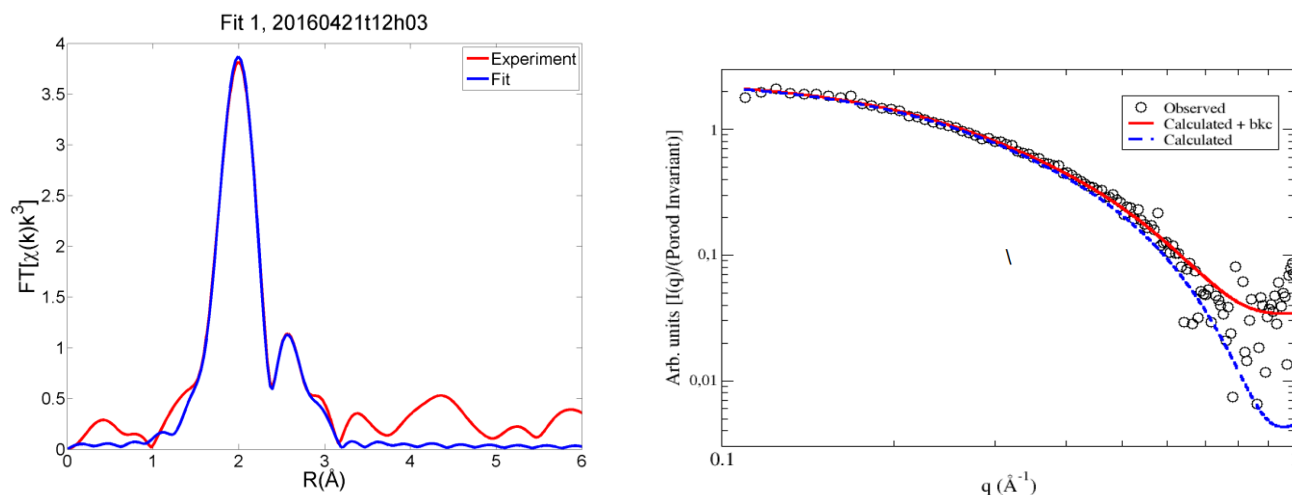 Fit 1, 20160421t12h03
4
3.5
3
2.5
2
1.5
1
0.5
0
FT[χ(k)k³]
Experiment
Fit
0 1 2 3 4 5 6
R(Å)
Arb. units [I(q)/(Porod Invariant)]
1
0,1
0,01
Observed
Calculated + bkc
Calculated
\
0.1
q (Å⁻¹)